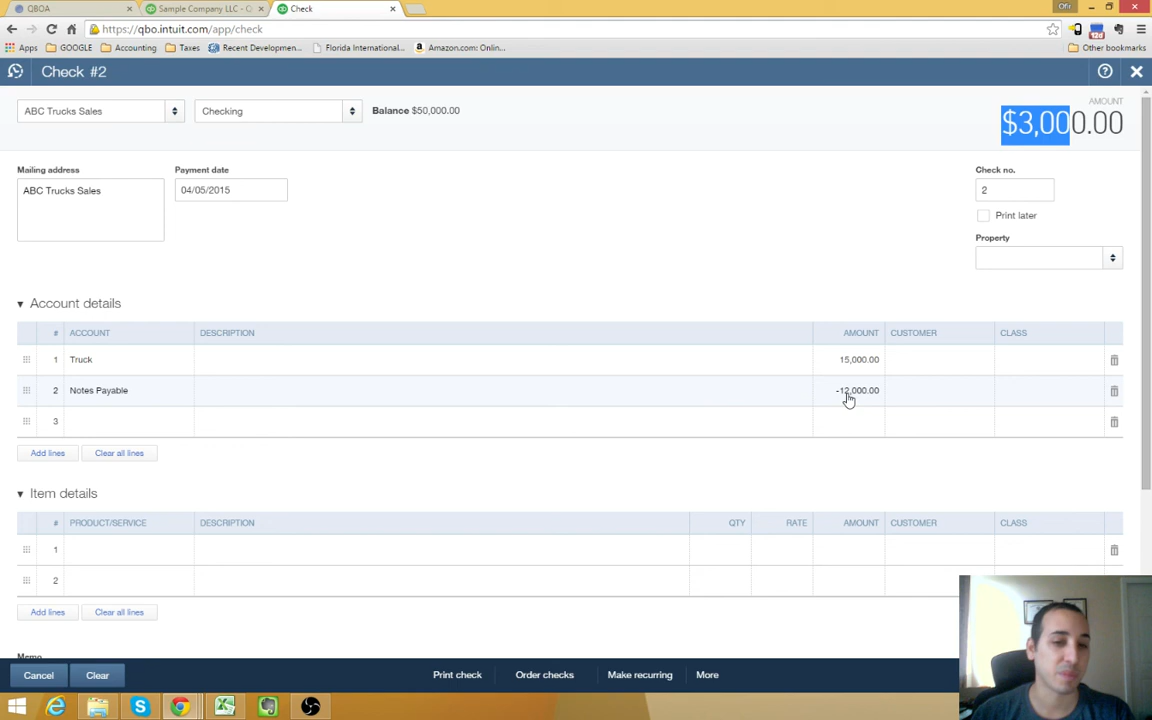 QBOA
Sample Company LLC - C
Check
Ofir
https://qbo.intuit.com/app/check
12d
Apps
GOOGLE
Accounting
Taxes
Recent Developmen...
Florida International...
Amazon.com: Onlin...
Other bookmarks
Check #2
ABC Trucks Sales
Checking
Balance $50,000.00
AMOUNT
$3,000.00
Mailing address
Payment date
Check no.
ABC Trucks Sales
04/05/2015
2
Print later
Property
Account details
# ACCOUNT DESCRIPTION AMOUNT CUSTOMER CLASS
1 Truck 15,000.00
2 Notes Payable -12,000.00
3
Add lines
Clear all lines
Item details
# PRODUCT/SERVICE DESCRIPTION QTY RATE AMOUNT CUSTOMER CLASS
1
2
Add lines
Clear all lines
Memo
Cancel
Clear
Print check
Order checks
Make recurring
More